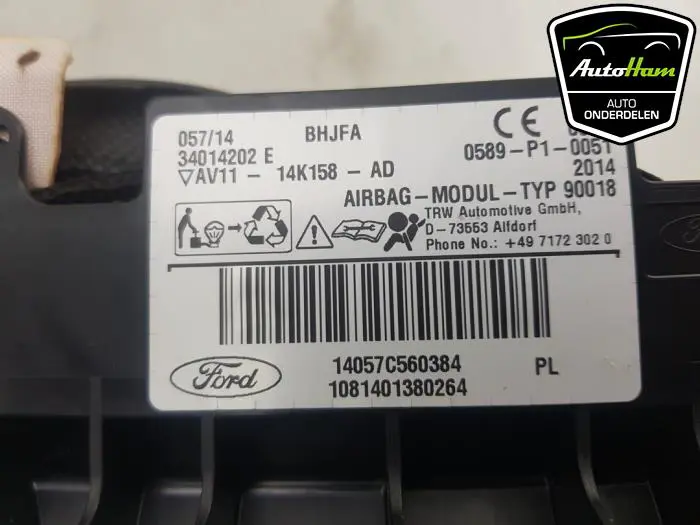 AutoHam
AUTO
ONDERDELEN
057/14 BHJFA
34014202 E 0589-P1-0051
▽AV11 - 14K158 - AD 2014
AIRBAG-MODUL-TYP 90018
TRW Automotive GmbH,
D-73553 Alfdorf
Phone No.: +49 7172 302 0
Ford
14057C560384 PL
1081401380264